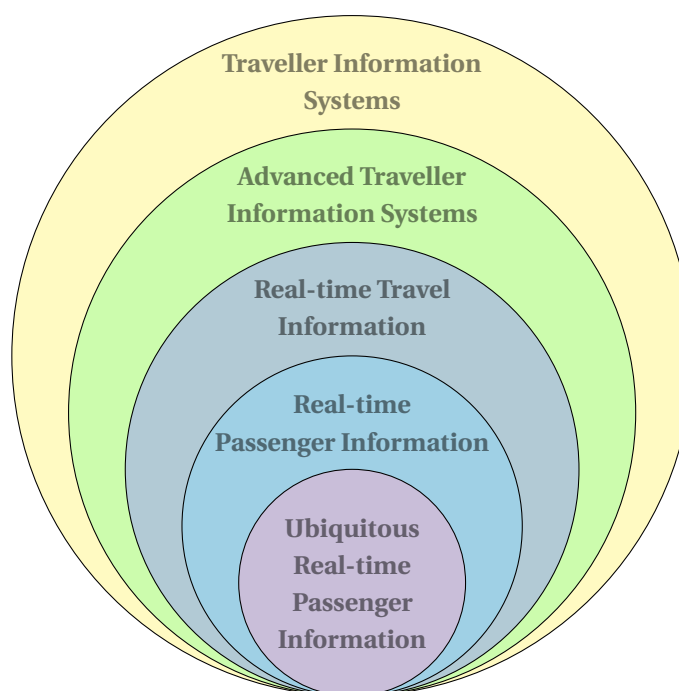 Traveller Information
Systems
Advanced Traveller
Information Systems
Real-time Travel
Information
Real-time
Passenger Information
Ubiquitous
Real-time
Passenger
Information